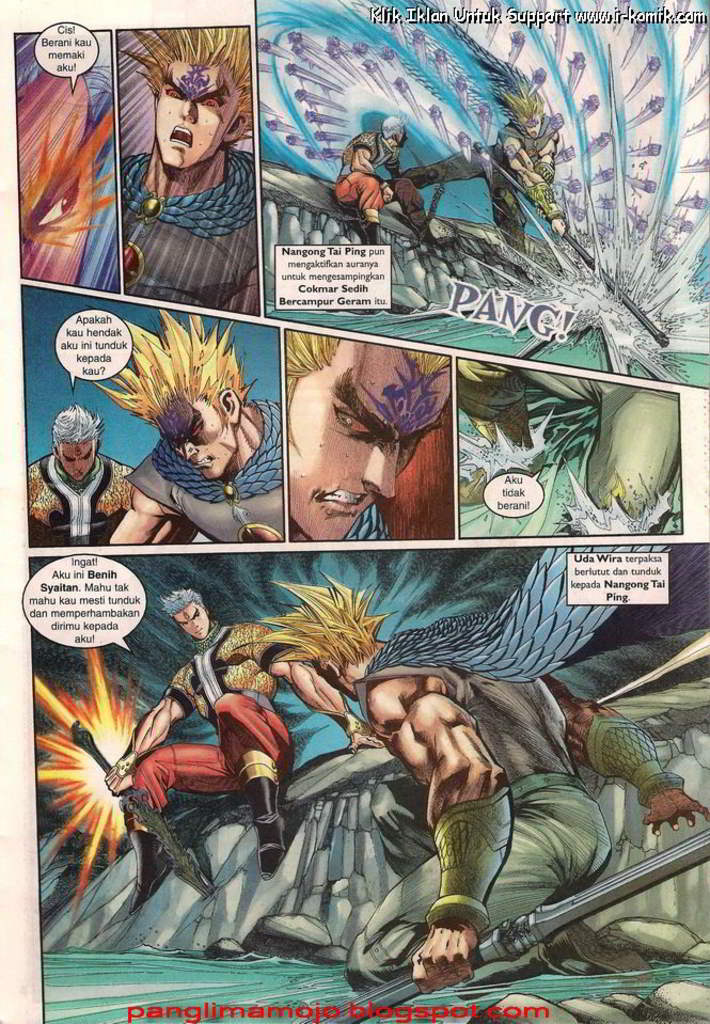 Klik Iklan Untuk Support www.i-komik.com
Cis!
Berani kau
memaki
aku!
Nangong Tai Ping pun
mengaktifkan auranya
untuk mengesampingkan
Cokmar Sedih
Bercampur Geram itu.
PANG!
Apakah
kau hendak
aku ini tunduk
kepada
kau?
Aku
tidak
berani!
Ingat!
Aku ini Benih
Syaitan. Mahu tak
mahu kau mesti tunduk
dan memperhambakan
dirimu kepada
aku!
Uda Wira terpaksa
berlutut dan tunduk
kepada Nangong Tai
Ping.
panglimamojo.blogspot.com